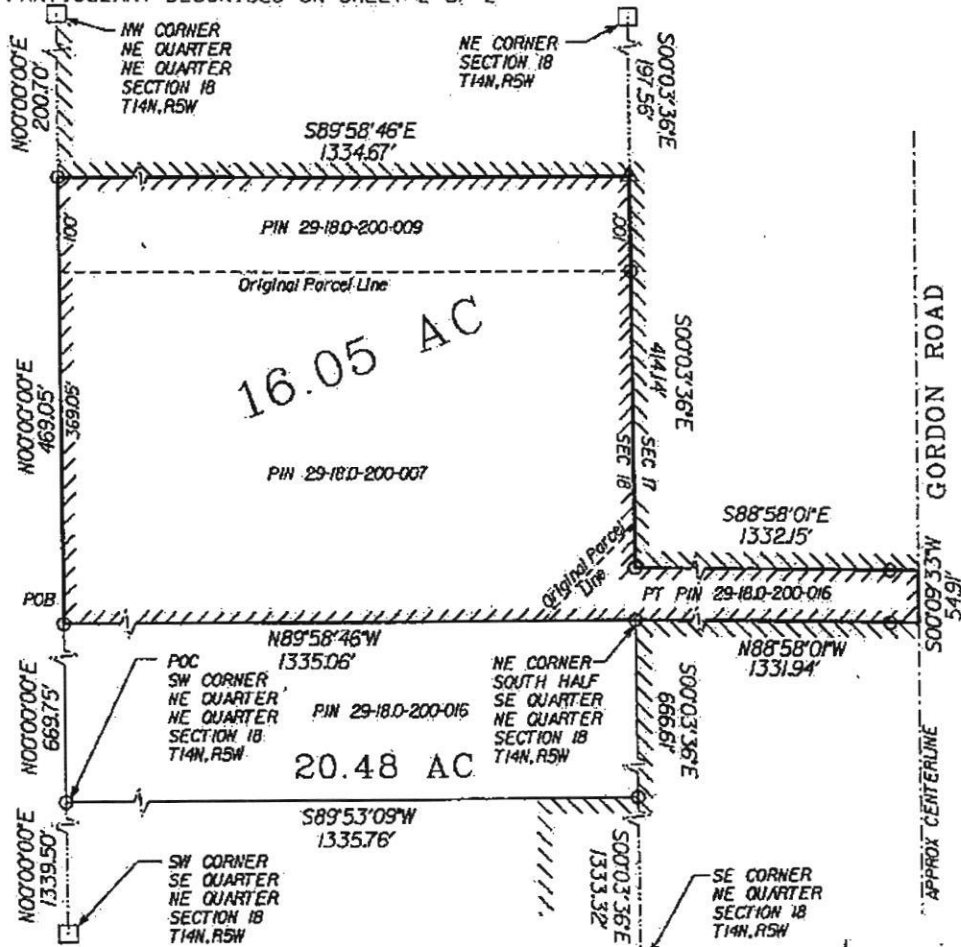 NW CORNER
NE QUARTER
NE QUARTER
SECTION 18
T14N,R5W
NE CORNER
SECTION 18
T14N,R5W
N00°00'00"E
200.70'
S00°03'36"E
197.56'
S89°58'46"E
1334.67'
100'
PIN 29-18.0-200-009
100'
Original Parcel Line
16.05 AC
N00°00'00"E
469.05'
369.05'
S00°03'36"E
414.14'
SEC 18
SEC 17
GORDON ROAD
PIN 29-18.0-200-007
S88°58'01"E
1332.15'
Original Parcel
Line
POB
PT PIN 29-18.0-200-016
S00°09'33"W
54.91'
N89°58'46"W
1335.06'
N88°58'01"W
1331.94'
POC
SW CORNER
NE QUARTER
NE QUARTER
SECTION 18
T14N,R5W
NE CORNER
SOUTH HALF
SE QUARTER
NE QUARTER
SECTION 18
T14N,R5W
N00°00'00"E
669.75'
PIN 29-18.0-200-016
S00°03'36"E
666.61'
20.48 AC
S89°53'09"W
1335.76'
APPROX CENTERLINE
N00°00'00"E
1339.50'
SW CORNER
SE QUARTER
NE QUARTER
SECTION 18
T14N,R5W
S00°03'36"E
1333.32'
SE CORNER
NE QUARTER
SECTION 18
T14N,R5W